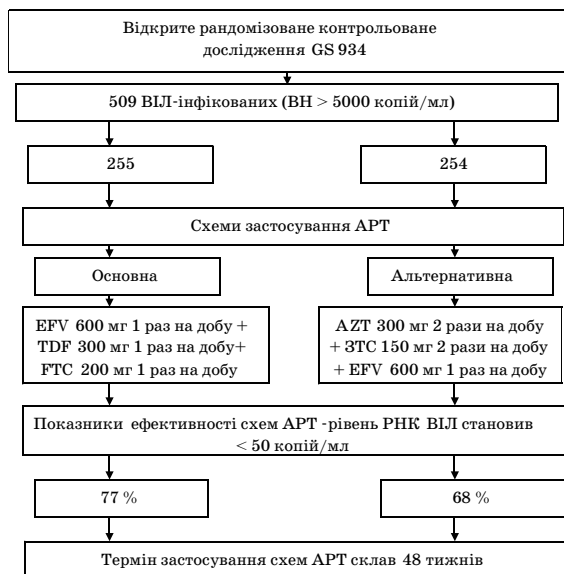 Відкрите рандомізоване контрольоване
дослідження GS 934
509 ВІЛ-інфікованих (ВН > 5000 копій/мл)
255
254
Схеми застосування АРТ
Основна
Альтернативна
EFV 600 мг 1 раз на добу +
TDF 300 мг 1 раз на добу+
FTC 200 мг 1 раз на добу
AZT 300 мг 2 рази на добу
+ 3TC 150 мг 2 рази на добу
+ EFV 600 мг 1 раз на добу
Показники ефективності схем АРТ -рівень РНК ВІЛ становив
< 50 копій/мл
77 %
68 %
Термін застосування схем АРТ склав 48 тижнів